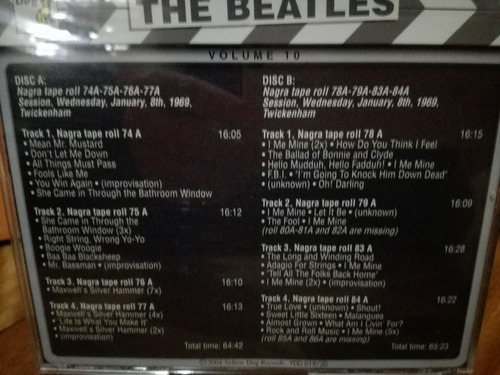 THE BEATLES
VOLUME 10
DISC A:
Nagra tape roll 74A-75A-76A-77A
Session, Wednesday, January, 8th, 1969,
Twickenham
Track 1, Nagra tape roll 74 A 16:05
• Mean Mr. Mustard
• Don't Let Me Down
• All Things Must Pass
• Fools Like Me
• You Win Again • (improvisation)
• She Came in Through the Bathroom Window
Track 2, Nagra tape roll 75 A 16:12
• She Came in Through the
Bathroom Window (3x)
• Right String, Wrong Yo-Yo
• Boogie Woogie
• Baa Baa Blacksheep
• Mr. Bassman • (improvisation)
Track 3, Nagra tape roll 76 A 16:10
• Maxwell's Silver Hammer (7x)
Track 4, Nagra tape roll 77 A 16:13
• Maxwell's Silver Hammer (4x)
• 'Life Is What You Make It'
• Maxwell's Silver Hammer (2x)
• (improvisation)
Total time: 64:42
DISC B:
Nagra tape roll 78A-79A-83A-84A
Session, Wednesday, January, 8th, 1969,
Twickenham
Track 1, Nagra tape roll 78 A 16:15
• I Me Mine (2x) • How Do You Think I Feel
• The Ballad of Bonnie and Clyde
• Hello Mudduh, Hello Fadduh! • I Me Mine
• F.B.I. • 'I'm Going To Knock Him Down Dead'
• (unknown) • Oh! Darling
Track 2, Nagra tape roll 79 A 16:09
• I Me Mine • Let It Be • (unknown)
• The Fool • I Me Mine
(roll 80A-81A and 82A are missing)
Track 3, Nagra tape roll 83 A 16:28
• The Long and Winding Road
• Adagio For Strings • I Me Mine
• 'Tell All The Folks Back Home'
• I Me Mine (2x) • (improvisation)
Track 4, Nagra tape roll 84 A 16:22
• True Love • (unknown) • Shout!
• Sweet Little Sixteen • Malanguea
• Almost Grown • What Am I Livin' For?
• Rock and Roll Music • I Me Mine (5x)
(roll 85A and 86A are missing)
Total time: 65:23
© 2001 Yellow Dog Records, YDD 019/20